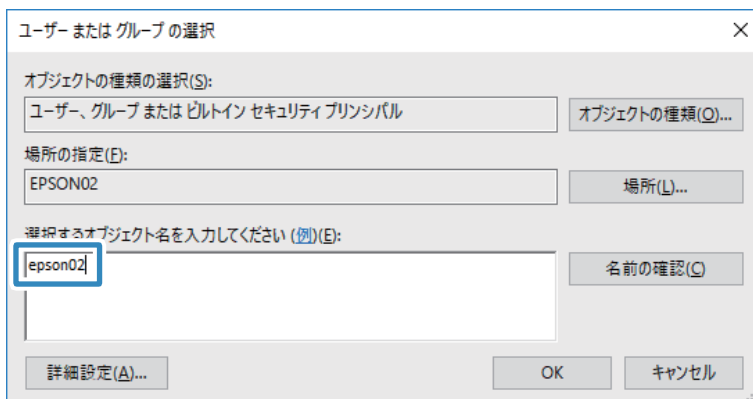 ユーザー または グループ の選択
オブジェクトの種類の選択(S):
ユーザー、グループ または ビルトイン セキュリティ プリンシパル
オブジェクトの種類(O)...
場所の指定(F):
EPSON02
場所(L)...
選択するオブジェクト名を入力してください (例)(E):
epson02
名前の確認(C)
詳細設定(A)...
OK
キャンセル